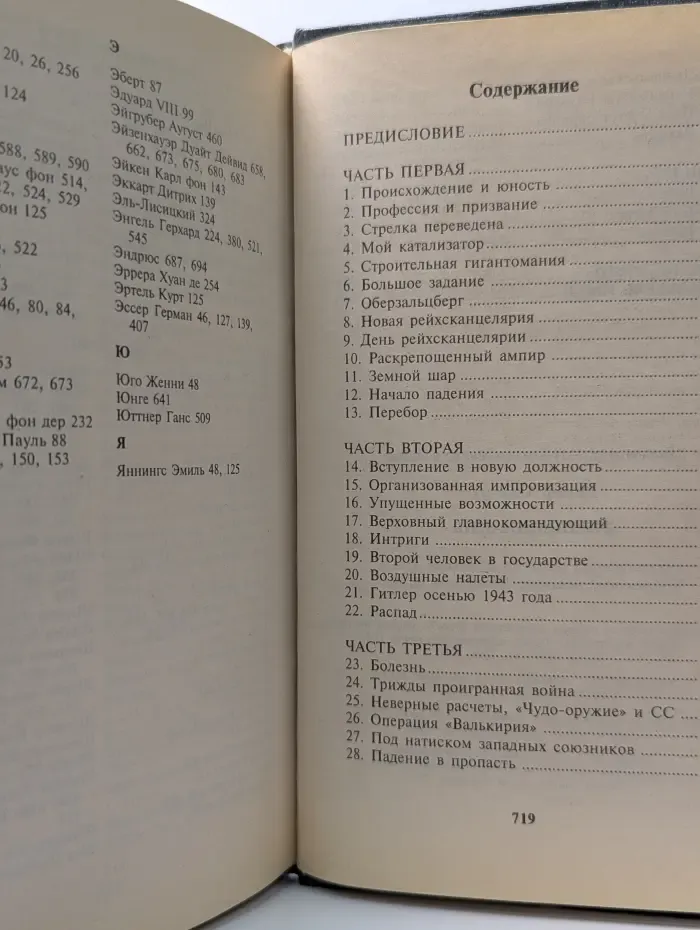 20, 26, 256
124
588, 589, 590
аус фон 514,
22, 524, 529
он 125
, 522
3
46, 80, 84,
53
м 672, 673
фон дер 232
Пауль 88
, 150, 153
Э
Эберт 87
Эдуард VIII 99
Эйгрубер Аугуст 460
Эйзенхауэр Дуайт Дейвид 658,
662, 673, 675, 680, 683
Эйкен Карл фон 143
Эккарт Дитрих 139
Эль-Лисицкий 324
Энгель Герхард 224, 380, 521,
545
Эндрюс 687, 694
Эррера Хуан де 254
Эртель Курт 125
Эссер Герман 46, 127, 139,
407
Ю
Юго Женни 48
Юнге 641
Юттнер Ганс 509
Я
Яннингс Эмиль 48, 125
Содержание
ПРЕДИСЛОВИЕ
ЧАСТЬ ПЕРВАЯ
1. Происхождение и юность
2. Профессия и призвание
3. Стрелка переведена
4. Мой катализатор
5. Строительная гигантомания
6. Большое задание
7. Оберзальцберг
8. Новая рейхсканцелярия
9. День рейхсканцелярии
10. Раскрепощенный ампир
11. Земной шар
12. Начало падения
13. Перебор
ЧАСТЬ ВТОРАЯ
14. Вступление в новую должность
15. Организованная импровизация
16. Упущенные возможности
17. Верховный главнокомандующий
18. Интриги
19. Второй человек в государстве
20. Воздушные налеты
21. Гитлер осенью 1943 года
22. Распад
ЧАСТЬ ТРЕТЬЯ
23. Болезнь
24. Трижды проигранная война
25. Неверные расчеты, «Чудо-оружие» и СС
26. Операция «Валькирия»
27. Под натиском западных союзников
28. Падение в пропасть
719